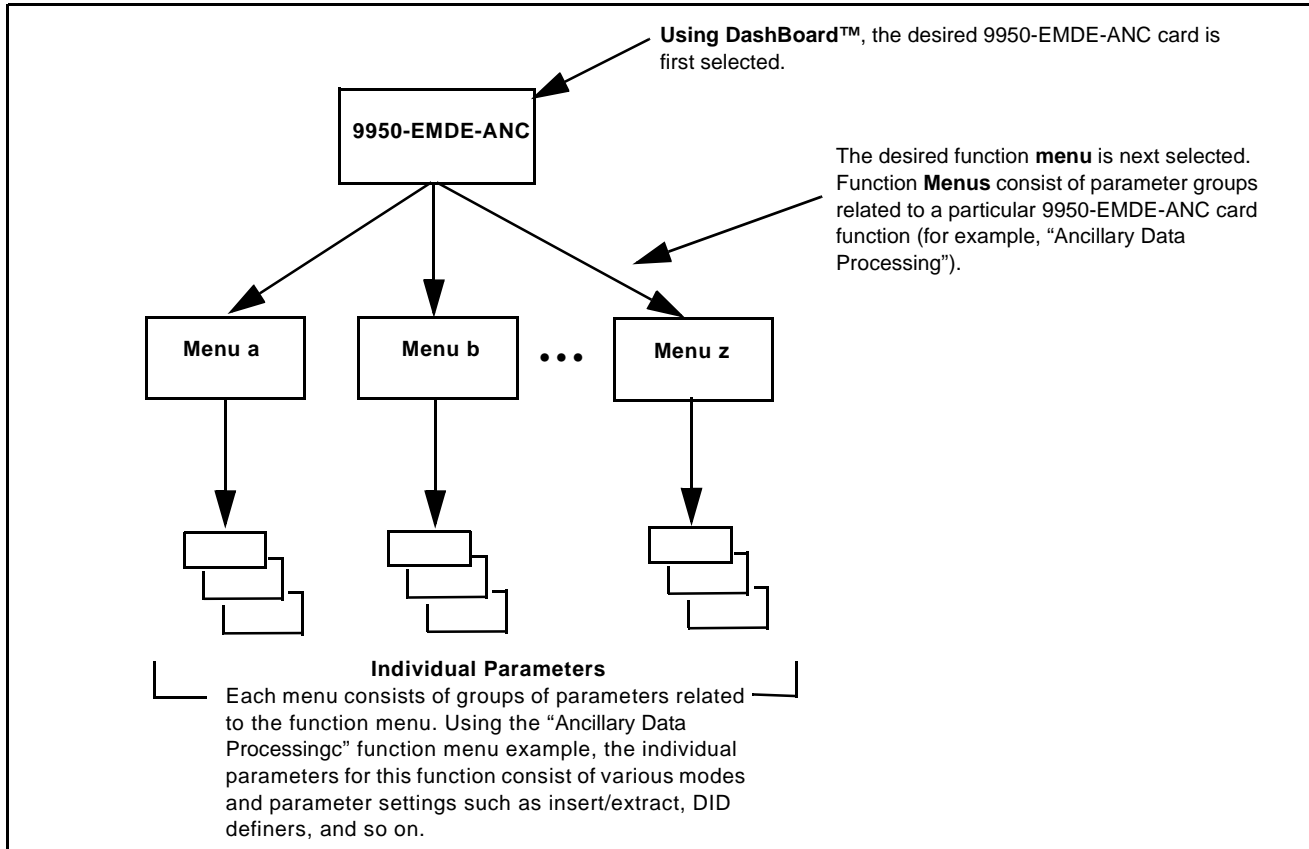 Using DashBoard™, the desired 9950-EMDE-ANC card is
first selected.
9950-EMDE-ANC
The desired function menu is next selected.
Function Menus consist of parameter groups
related to a particular 9950-EMDE-ANC card
function (for example, “Ancillary Data
Processing”).
Menu a
Menu b
•••
Menu z
Individual Parameters
Each menu consists of groups of parameters related
to the function menu. Using the “Ancillary Data
Processingc” function menu example, the individual
parameters for this function consist of various modes
and parameter settings such as insert/extract, DID
definers, and so on.